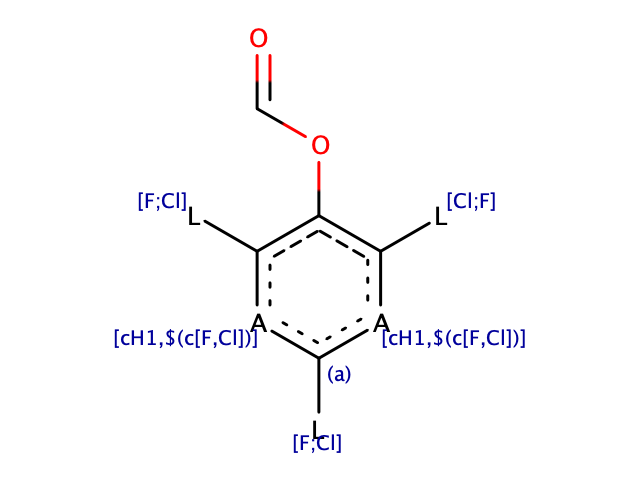 O
O
[F;Cl] L
L [Cl;F]
A A
[cH1,$(c[F,Cl])] [cH1,$(c[F,Cl])]
(a)
L
[F;Cl]